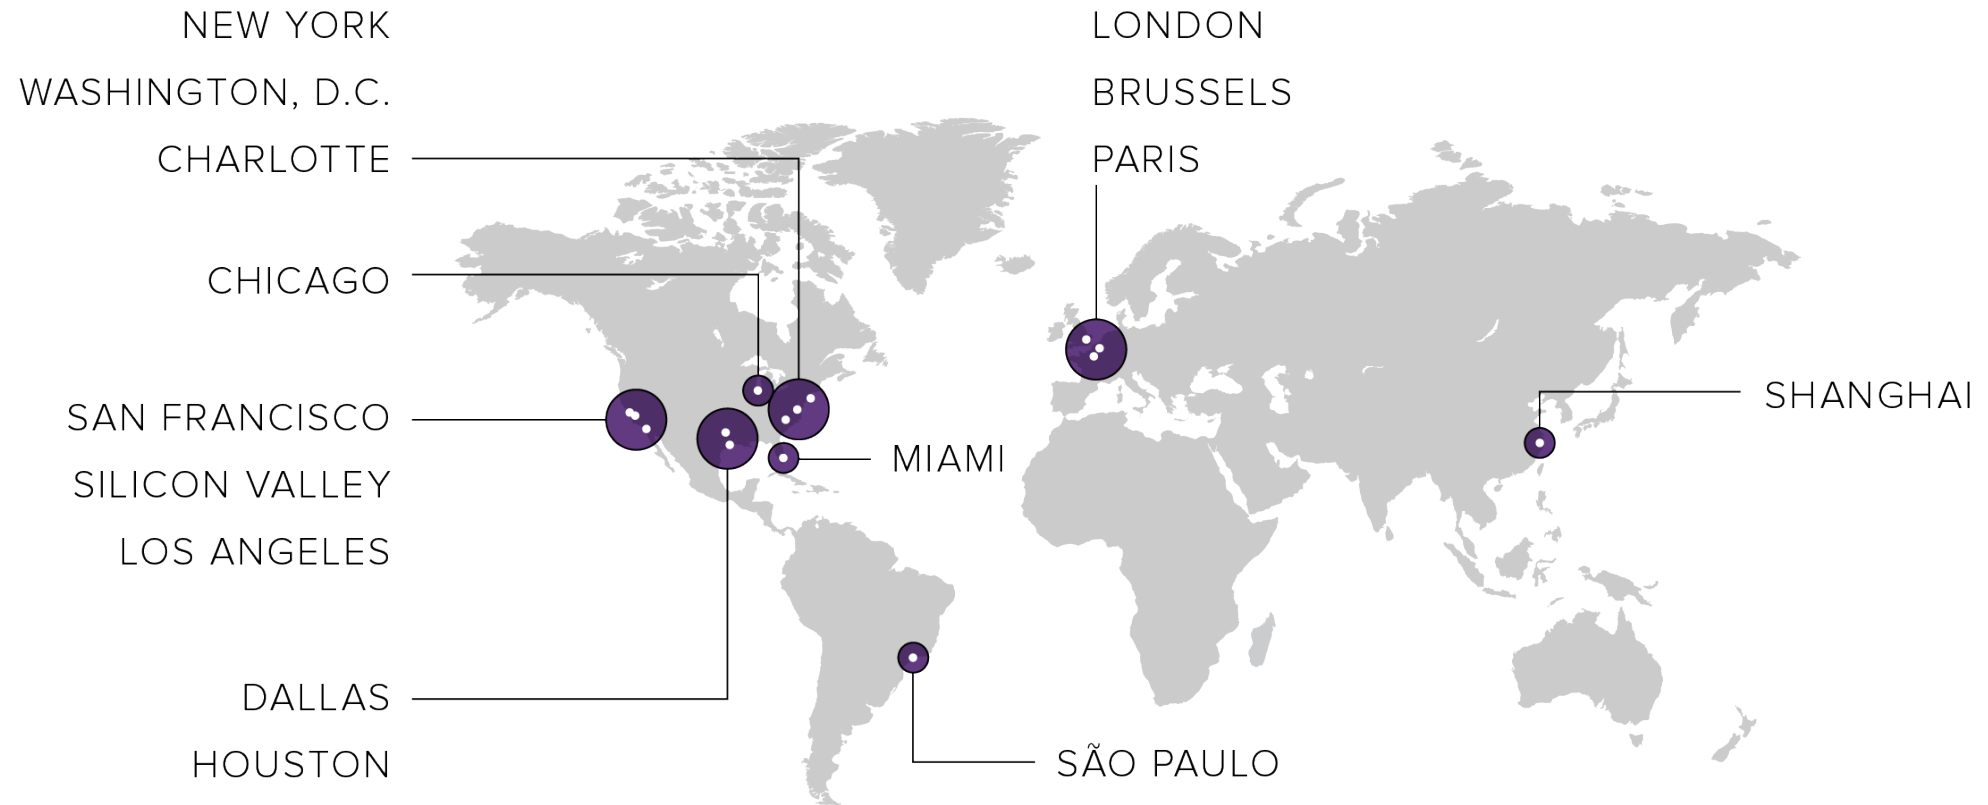 NEW YORK
WASHINGTON, D.C.
CHARLOTTE
CHICAGO
SAN FRANCISCO
SILICON VALLEY
LOS ANGELES
DALLAS
HOUSTON
MIAMI
SÃO PAULO
LONDON
BRUSSELS
PARIS
SHANGHAI